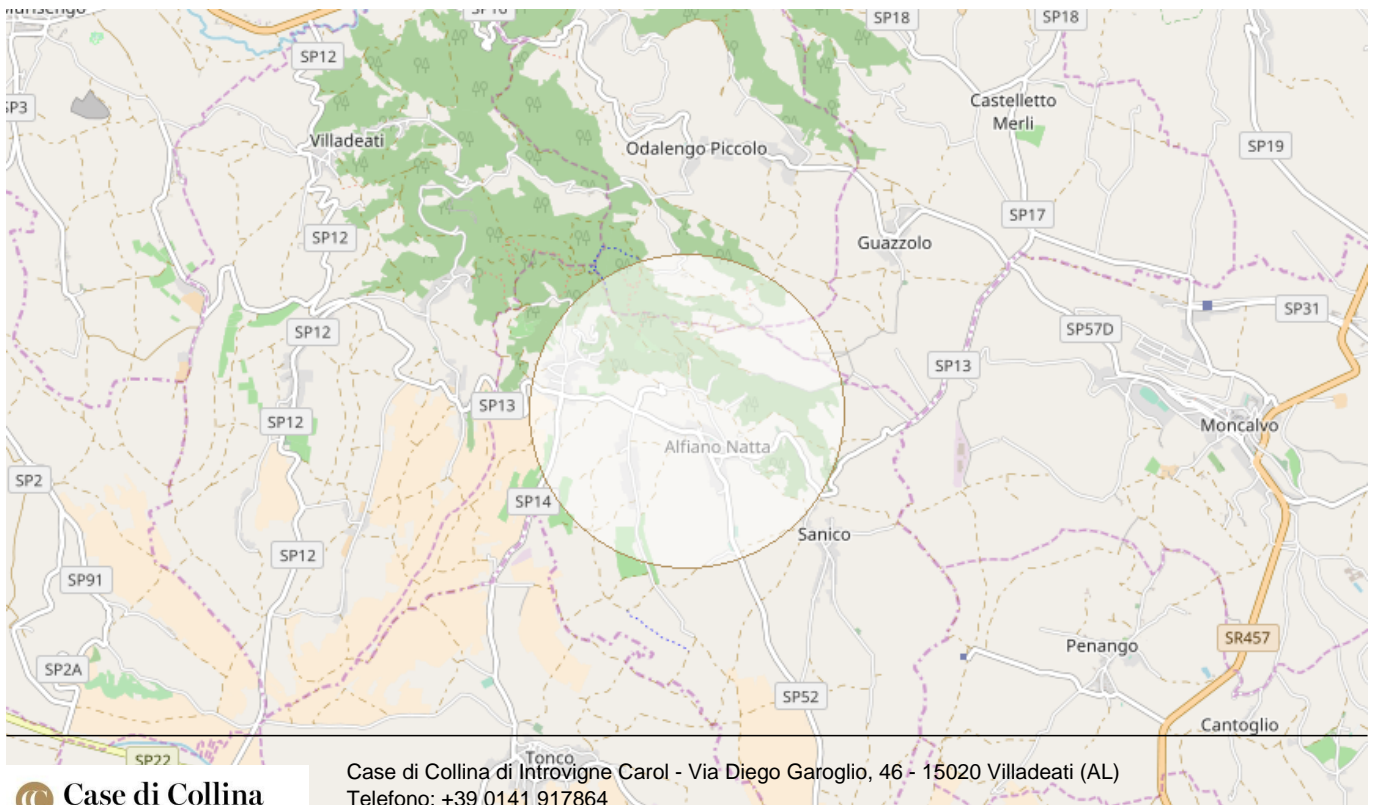 SP18
SP18
SP12
SP3
Castelletto
Merli
Villadeati
Odalengo Piccolo
SP19
SP17
SP12
Guazzolo
SP31
SP12
SP57D
SP13
SP13
SP12
Moncalvo
Alfiano Natta
SP2
SP14
Sanico
SP12
SP91
SR457
Penango
SP2A
SP52
Cantoglio
SP22
Tonco
Case di Collina di Introvigne Carol - Via Diego Garoglio, 46 - 15020 Villadeati (AL)
CC Case di Collina
Telefono: +39 0141 917864